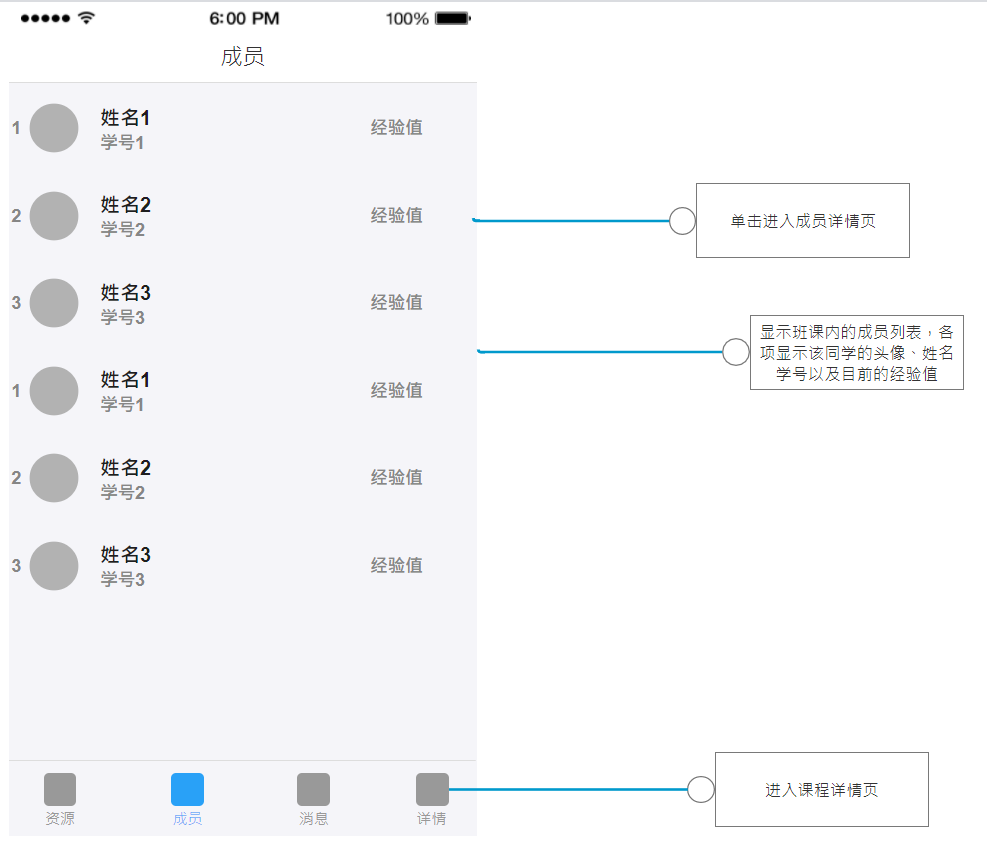 6:00 PM
100%
成员
1
姓名1
学号1
经验值
2
姓名2
学号2
经验值
3
姓名3
学号3
经验值
1
姓名1
学号1
经验值
2
姓名2
学号2
经验值
3
姓名3
学号3
经验值
资源
成员
消息
详情
单击进入成员详情页
显示班课内的成员列表，各
项显示该同学的头像、姓名
学号以及目前的经验值
进入课程详情页